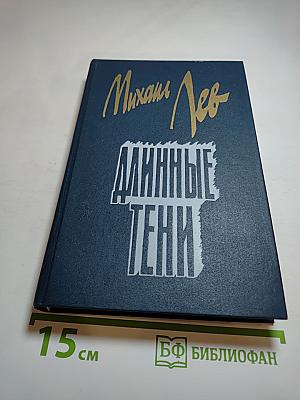 Михаил Лев
ДЛИННЫЕ
ТЕНИ
15 см
БФ БИБЛИОФАН